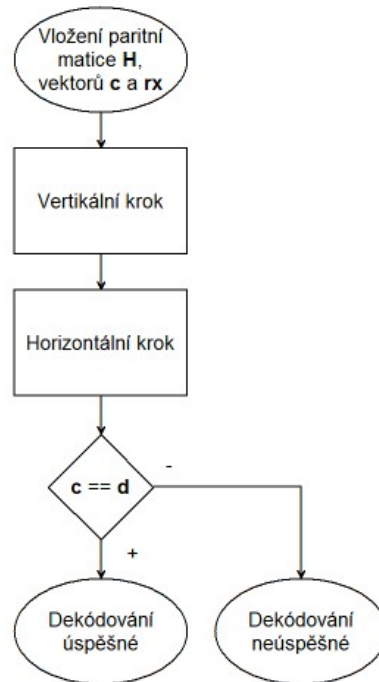 Vložení paritní
matice H,
vektorů c a rx
Vertikální krok
Horizontální krok
c == d
-
+
Dekódování
úspěšné
Dekódování
neúspěšné